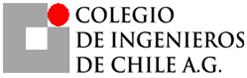 COLEGIO
DE INGENIEROS
DE CHILE A.G.